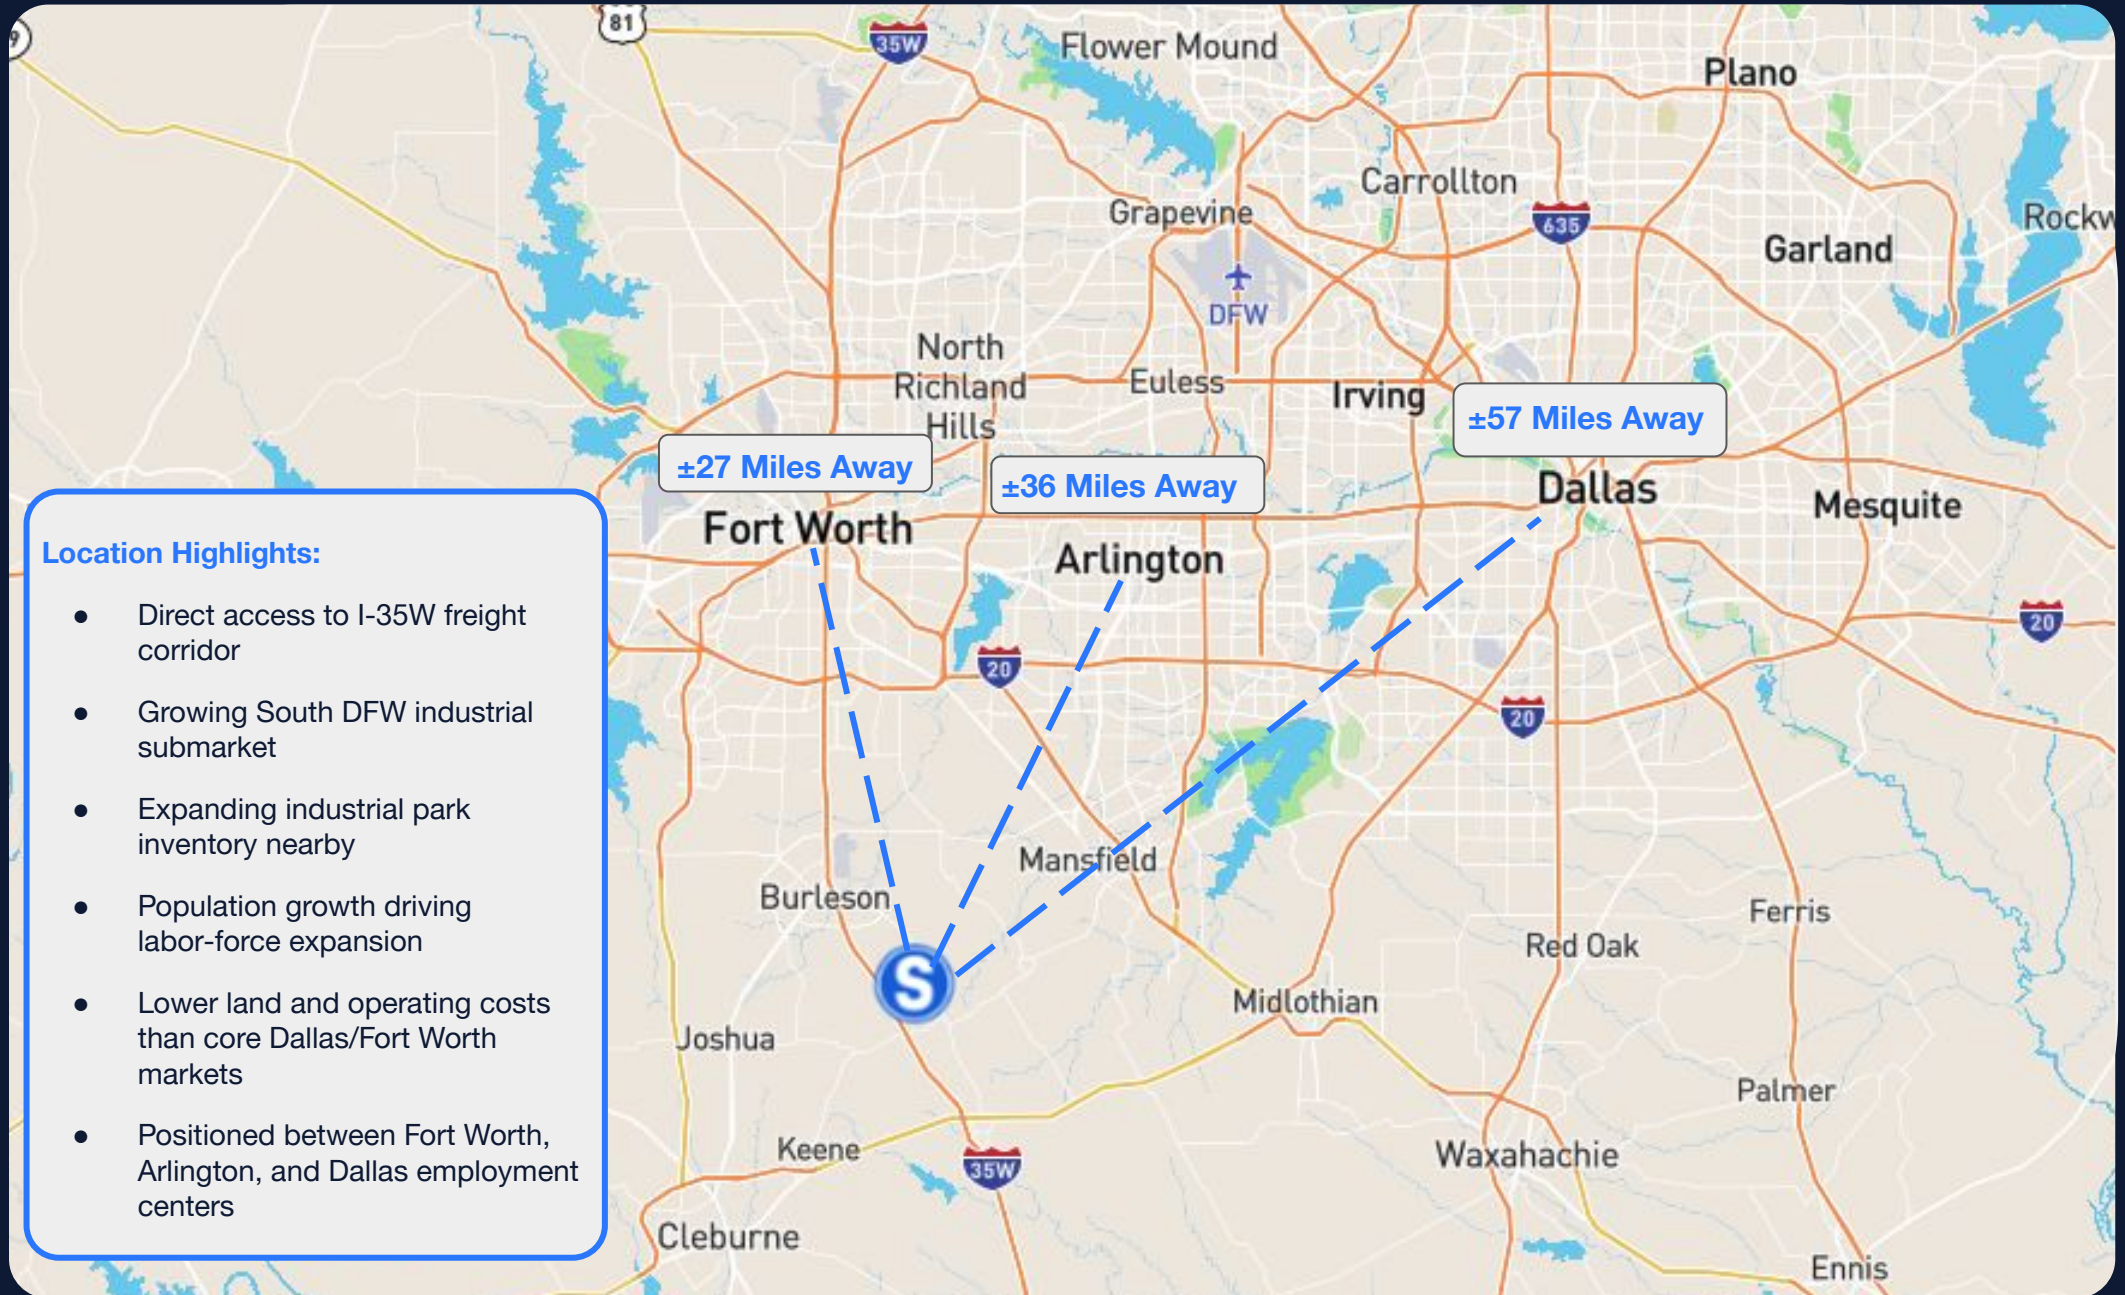 81
35W
Flower Mound
Plano
Carrollton
Grapevine
635
Rockw
Garland
DFW
North
Richland
Hills
Euless
Irving
±57 Miles Away
±27 Miles Away
±36 Miles Away
Dallas
Mesquite
Fort Worth
Arlington
Location Highlights:
● Direct access to I-35W freight
corridor
● Growing South DFW industrial
submarket
● Expanding industrial park
inventory nearby
● Population growth driving
labor-force expansion
● Lower land and operating costs
than core Dallas/Fort Worth
markets
● Positioned between Fort Worth,
Arlington, and Dallas employment
centers
20
20
20
Mansfield
Burleson
Ferris
Red Oak
S
Midlothian
Joshua
Palmer
Keene
35W
Waxahachie
Cleburne
Ennis